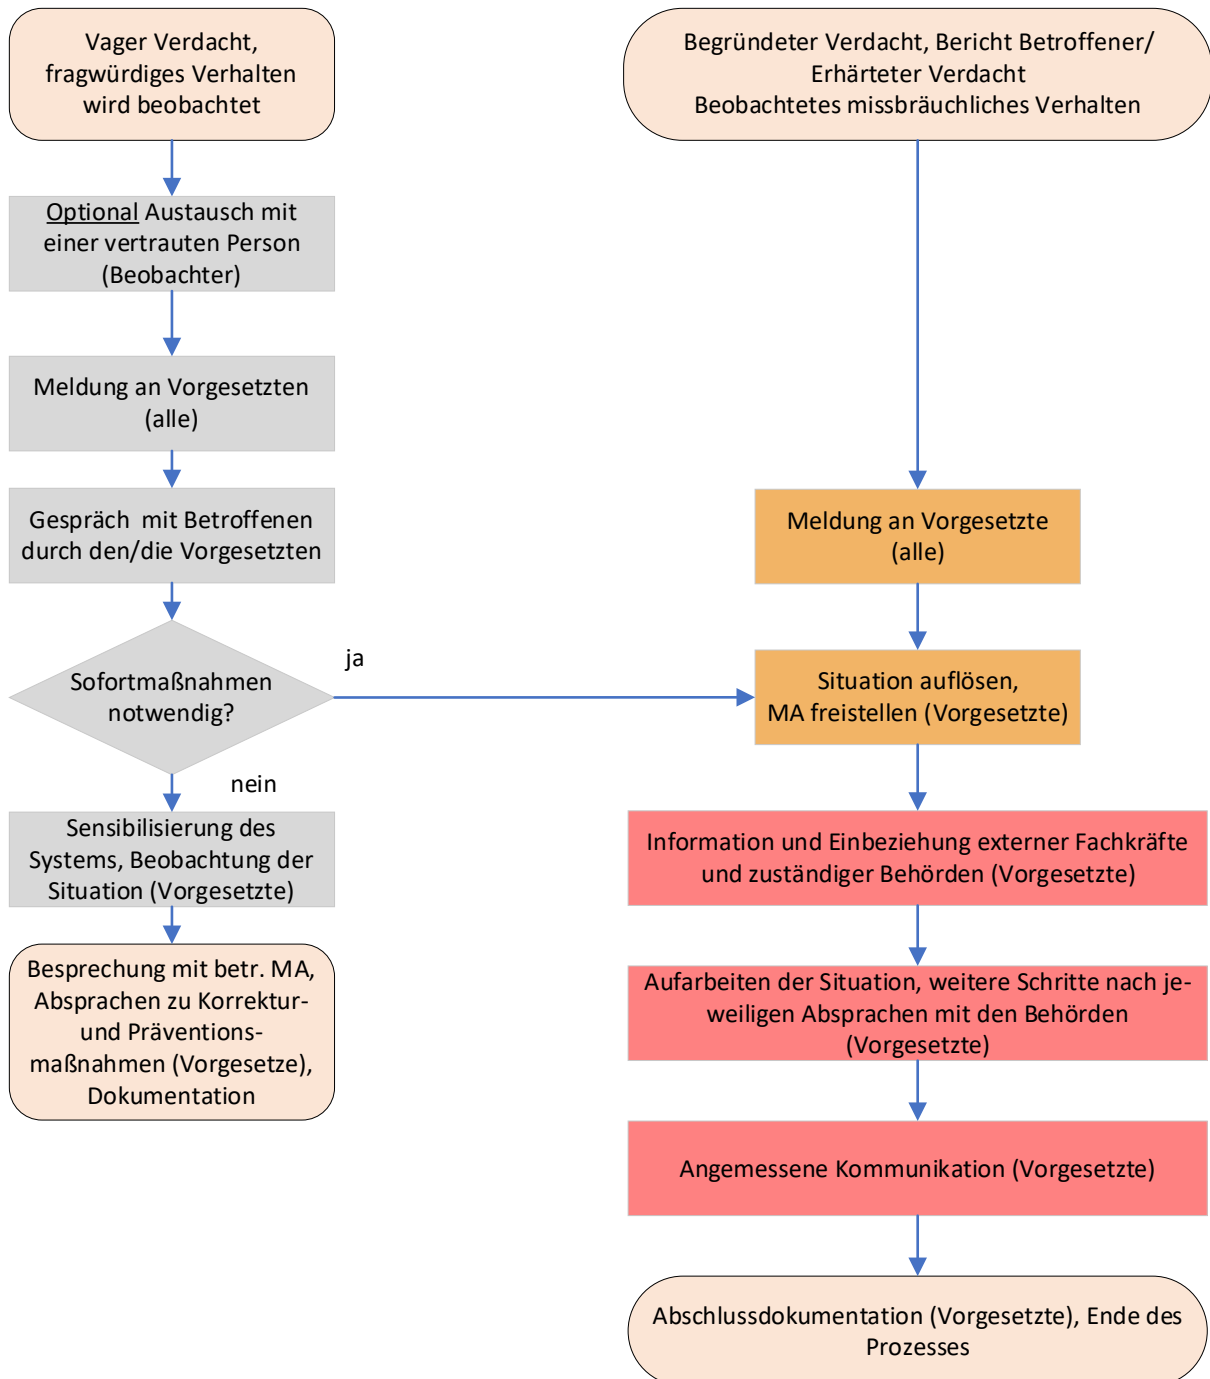 Vager Verdacht,
fragwürdiges Verhalten
wird beobachtet
Optional Austausch mit
einer vertrauten Person
(Beobachter)
Meldung an Vorgesetzten
(alle)
Gespräch  mit Betroffenen
durch den/die Vorgesetzten
Sofortmaßnahmen
notwendig?
ja
nein
Sensibilisierung des
Systems, Beobachtung der
Situation (Vorgesetzte)
Besprechung mit betr. MA,
Absprachen zu Korrektur-
und Präventions-
maßnahmen (Vorgesetze),
Dokumentation
Begründeter Verdacht, Bericht Betroffener/
Erhärteter Verdacht
Beobachtetes missbräuchliches Verhalten
Meldung an Vorgesetzte
(alle)
Situation auflösen,
MA freistellen (Vorgesetzte)
Information und Einbeziehung externer Fachkräfte
und zuständiger Behörden (Vorgesetzte)
Aufarbeiten der Situation, weitere Schritte nach je-
weiligen Absprachen mit den Behörden
(Vorgesetzte)
Angemessene Kommunikation (Vorgesetzte)
Abschlussdokumentation (Vorgesetzte), Ende des
Prozesses